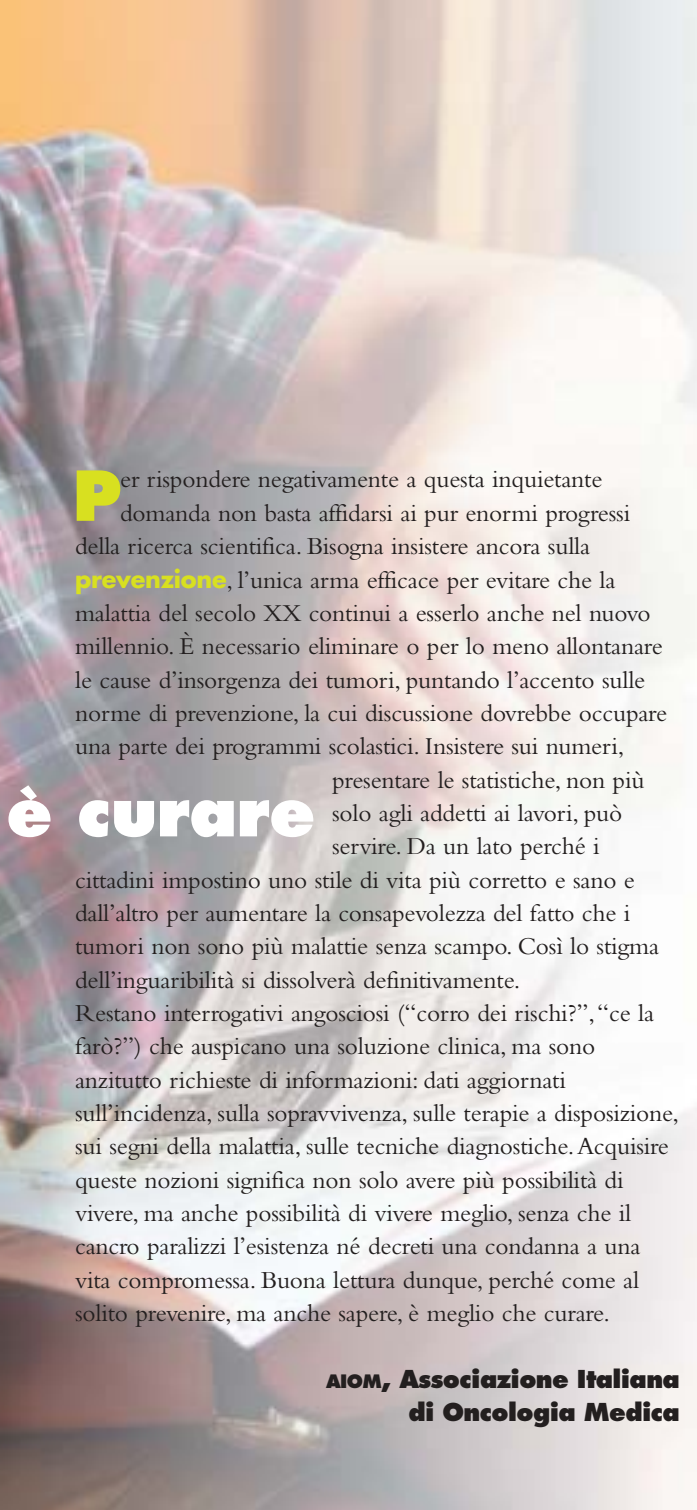 Per rispondere negativamente a questa inquietante
domanda non basta affidarsi ai pur enormi progressi
della ricerca scientifica. Bisogna insistere ancora sulla
prevenzione, l’unica arma efficace per evitare che la
malattia del secolo XX continui a esserlo anche nel nuovo
millennio. È necessario eliminare o per lo meno allontanare
le cause d’insorgenza dei tumori, puntando l’accento sulle
norme di prevenzione, la cui discussione dovrebbe occupare
una parte dei programmi scolastici. Insistere sui numeri,
presentare le statistiche, non più
solo agli addetti ai lavori, può
servire. Da un lato perché i
è curare
cittadini impostino uno stile di vita più corretto e sano e
dall’altro per aumentare la consapevolezza del fatto che i
tumori non sono più malattie senza scampo. Così lo stigma
dell’inguaribilità si dissolverà definitivamente.
Restano interrogativi angosciosi (“corro dei rischi?”, “ce la
farò?”) che auspicano una soluzione clinica, ma sono
anzitutto richieste di informazioni: dati aggiornati
sull’incidenza, sulla sopravvivenza, sulle terapie a disposizione,
sui segni della malattia, sulle tecniche diagnostiche. Acquisire
queste nozioni significa non solo avere più possibilità di
vivere, ma anche possibilità di vivere meglio, senza che il
cancro paralizzi l’esistenza né decreti una condanna a una
vita compromessa. Buona lettura dunque, perché come al
solito prevenire, ma anche sapere, è meglio che curare.
AIOM, Associazione Italiana
di Oncologia Medica